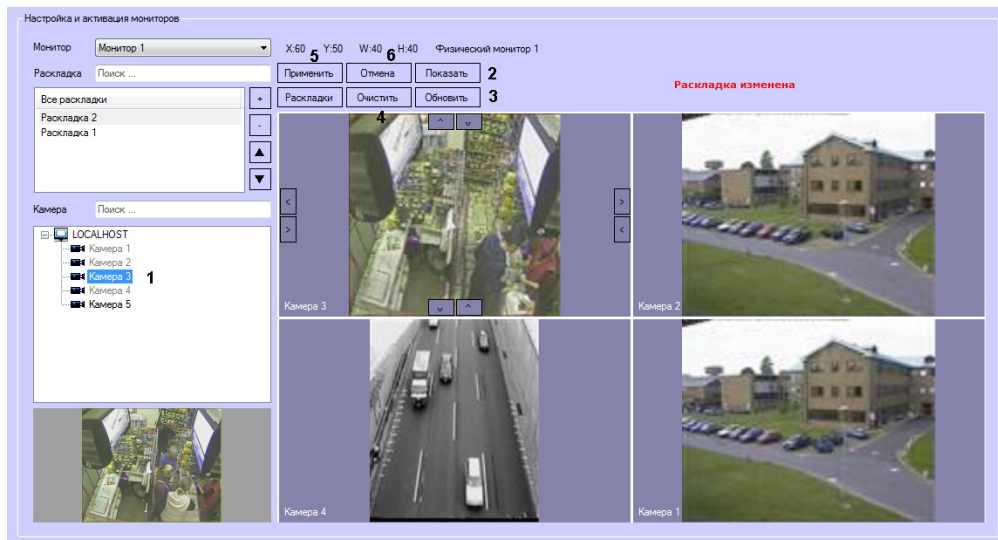 Настройка и активация мониторов
Монитор Монитор 1 X:60 Y:50 W:40 H:40 Физический монитор 1
5 6
Раскладка Поиск ... Применить Отмена Показать 2
Раскладка изменена
Все раскладки + Раскладки Очистить Обновить 3
4
Раскладка 2
Раскладка 1 -
▲
▼
^ v
< >
> <
v ^
Камера Поиск ...
LOCALHOST
Камера 1
Камера 2
Камера 3 1
Камера 4
Камера 5
Камера 3 Камера 2
Камера 4 Камера 1